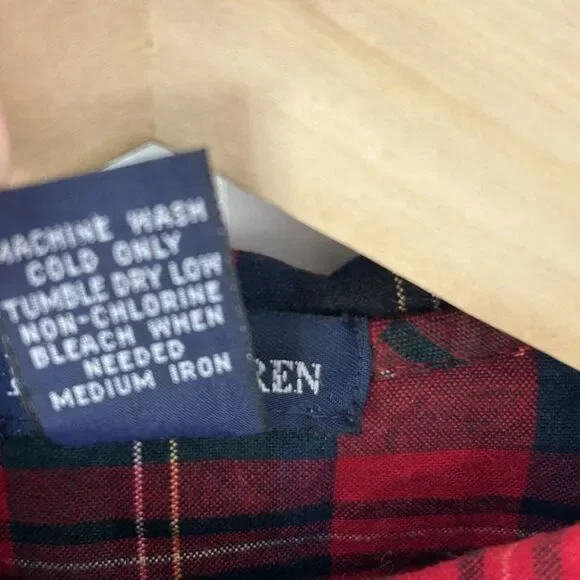 MACHINE WASH
COLD ONLY
TUMBLE DRY LOW
NON-CHLORINE
BLEACH WHEN
NEEDED
MEDIUM IRON
REN